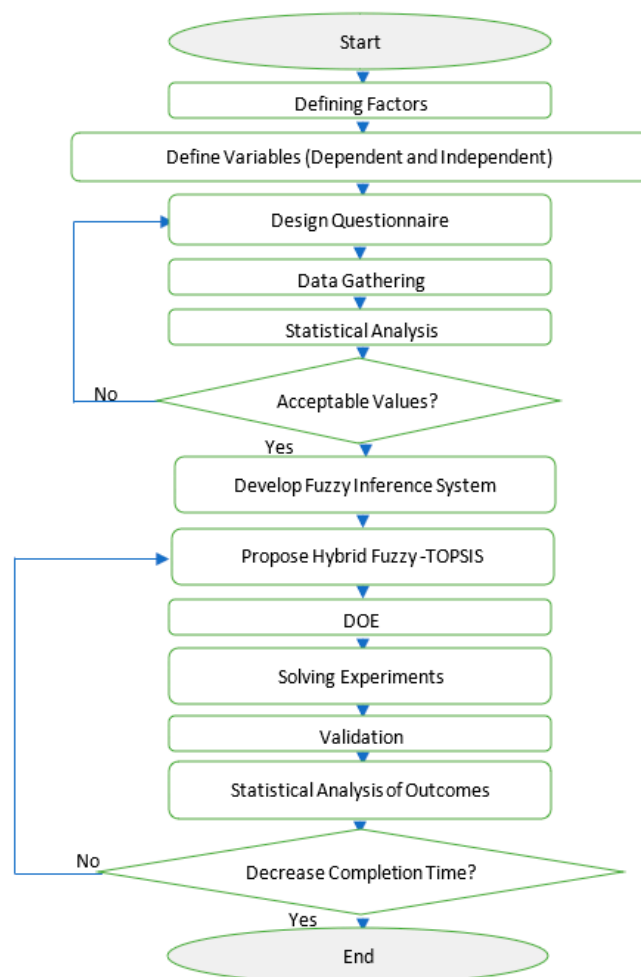 Start
Defining Factors
Define Variables (Dependent and Independent)
Design Questionnaire
Data Gathering
Statistical Analysis
No
Acceptable Values?
Yes
Develop Fuzzy Inference System
Propose Hybrid Fuzzy -TOPSIS
DOE
Solving Experiments
Validation
Statistical Analysis of Outcomes
No
Decrease Completion Time?
Yes
End